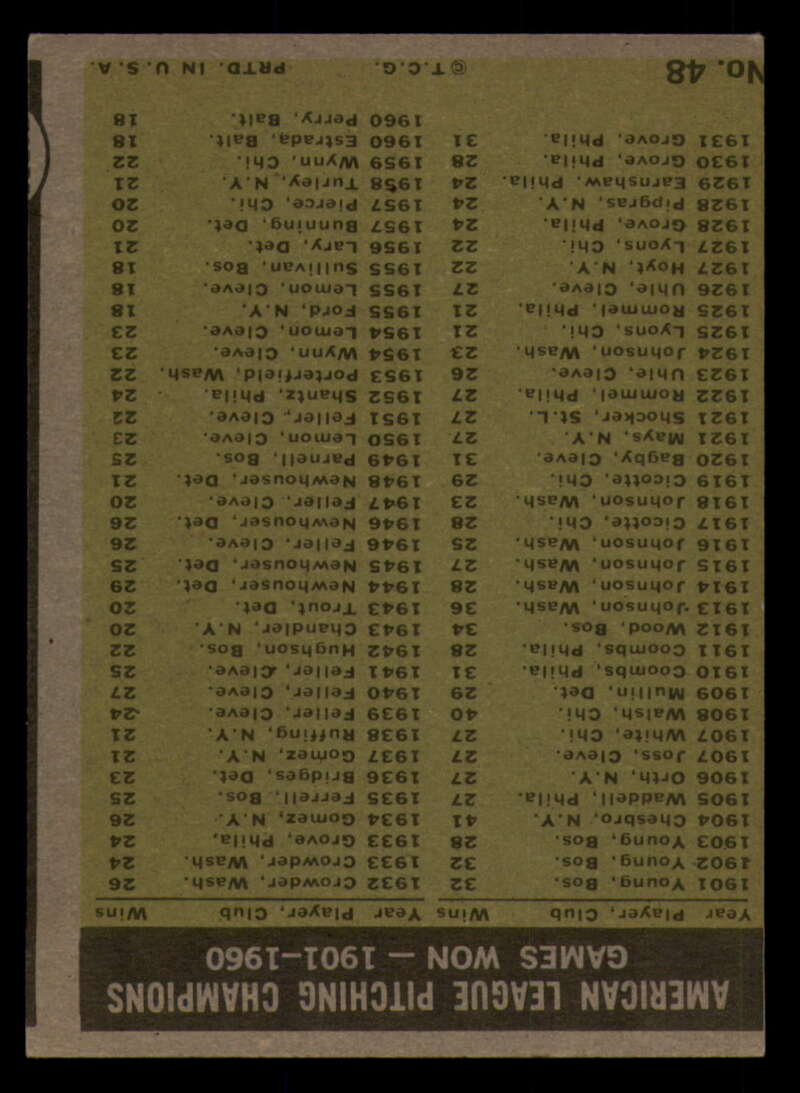 AMERICAN LEAGUE PITCHING CHAMPIONS
GAMES WON — 1901-1960
Year Player, Club Wins
1901 Young, Bos. 32
1902 Young, Bos. 32
1903 Young, Bos. 28
1904 Chesbro, N.Y. 41
1905 Waddell, Phila. 27
1906 Orth, N.Y. 27
1907 Joss, Cleve. 27
1907 White, Chi. 27
1908 Walsh, Chi. 40
1909 Mullin, Det. 29
1910 Coombs, Phila. 31
1911 Coombs, Phila. 28
1912 Wood, Bos. 34
1913 Johnson, Wash. 36
1914 Johnson, Wash. 28
1915 Johnson, Wash. 27
1916 Johnson, Wash. 25
1917 Cicotte, Chi. 28
1918 Johnson, Wash. 23
1919 Cicotte, Chi. 29
1920 Bagby, Cleve. 31
1921 Mays, N.Y. 27
1921 Shocker, St.L. 27
1922 Rommel, Phila. 27
1923 Uhle, Cleve. 26
1924 Johnson, Wash. 23
1925 Lyons, Chi. 21
1925 Rommel, Phila. 21
1926 Uhle, Cleve. 27
1927 Hoyt, N.Y. 22
1927 Lyons, Chi. 22
1928 Grove, Phila. 24
1928 Pipgras, N.Y. 24
1929 Earnshaw, Phila. 24
1930 Grove, Phila. 28
1931 Grove, Phila. 31
Year Player, Club Wins
1932 Crowder, Wash. 26
1933 Crowder, Wash. 24
1933 Grove, Phila. 24
1934 Gomez, N.Y. 26
1935 Ferrell, Bos. 25
1936 Bridges, Det. 23
1937 Gomez, N.Y. 21
1938 Ruffing, N.Y. 21
1939 Feller, Cleve. 24
1940 Feller, Cleve. 27
1941 Feller, Cleve. 25
1942 Hughson, Bos. 22
1943 Chandler, N.Y. 20
1943 Trout, Det. 20
1944 Newhouser, Det. 29
1945 Newhouser, Det. 25
1946 Feller, Cleve. 26
1946 Newhouser, Det. 26
1947 Feller, Cleve. 20
1948 Newhouser, Det. 21
1949 Parnell, Bos. 25
1950 Lemon, Cleve. 23
1951 Feller, Cleve. 22
1952 Shantz, Phila. 24
1953 Porterfield, Wash. 22
1954 Wynn, Cleve. 23
1954 Lemon, Cleve. 23
1955 Ford, N.Y. 18
1955 Lemon, Cleve. 18
1955 Sullivan, Bos. 18
1956 Lary, Det. 21
1957 Bunning, Det. 20
1957 Pierce, Chi. 20
1958 Turley, N.Y. 21
1959 Wynn, Chi. 22
1960 Estrada, Balt. 18
1960 Perry, Balt. 18
No. 48 ©T.C.G. PRTD. IN U.S.A.